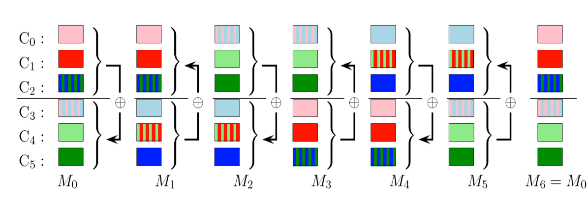 C₀ :
C₁ :
C₂ :
⊕ ⊕ ⊕ ⊕ ⊕ ⊕
C₃ :
C₄ :
C₅ :
M₀ M₁ M₂ M₃ M₄ M₅ M₆ = M₀